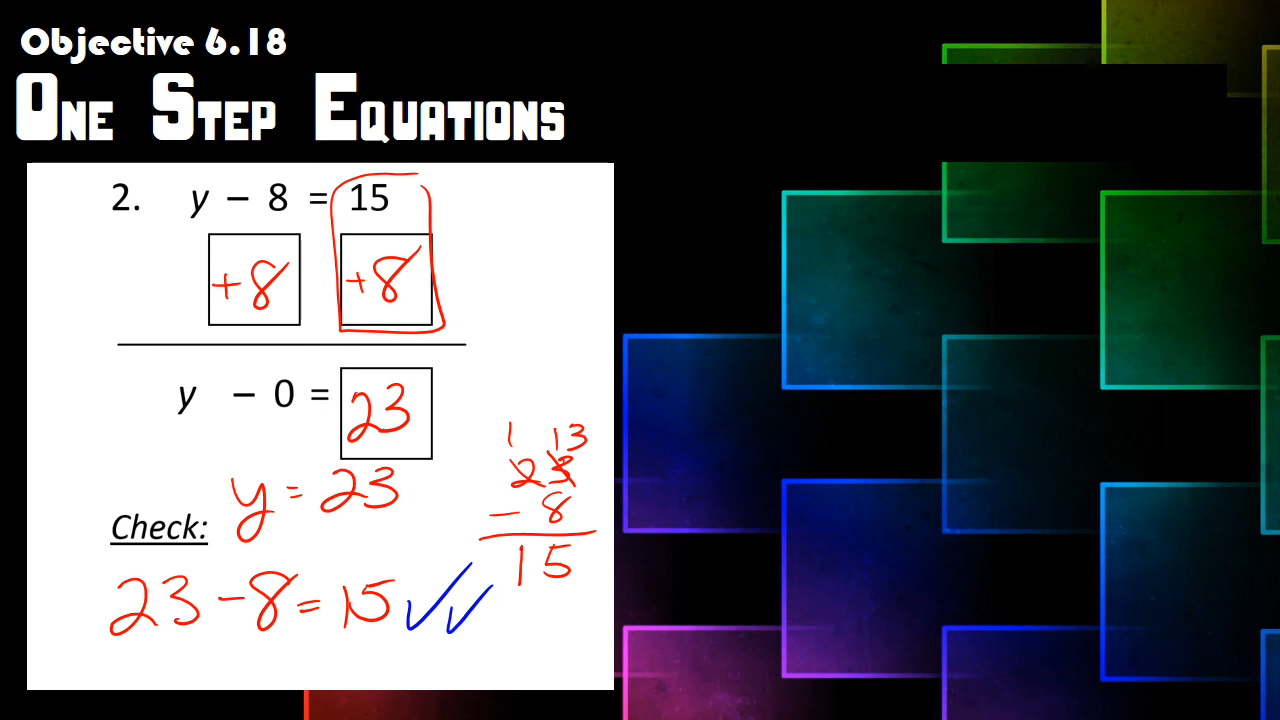 Objective 6.18
One Step Equations
2. y – 8 = 15
+8 +8
y – 0 = 23
y = 23
Check:
23 - 8 = 15 ✓✓
1 13
23
- 8
15